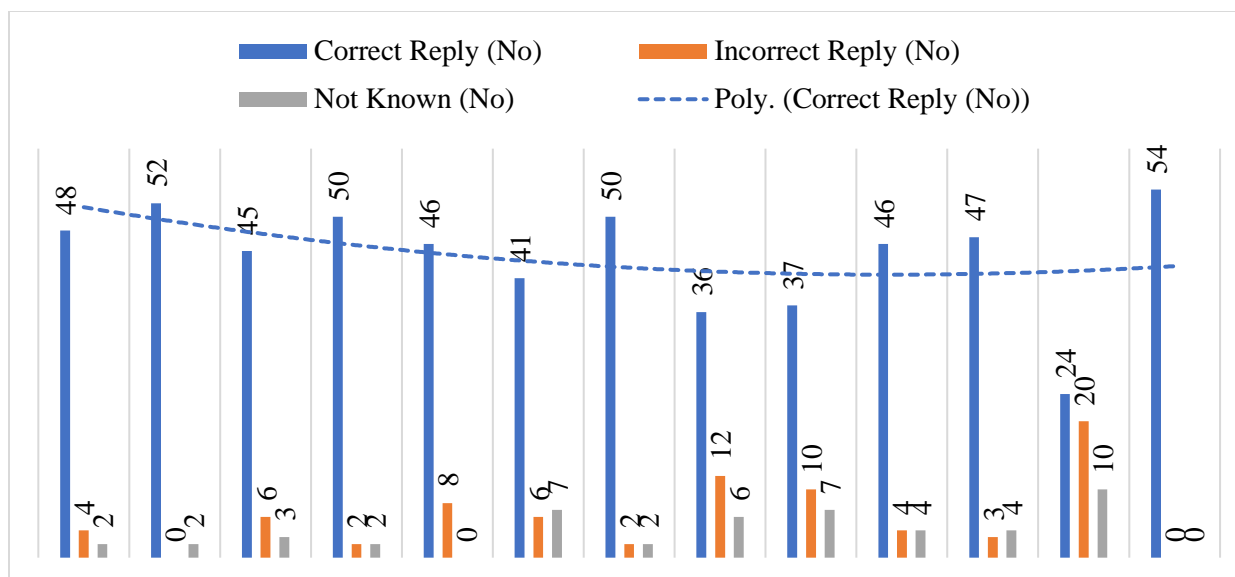 Correct Reply (No) Incorrect Reply (No)
Not Known (No) Poly. (Correct Reply (No))
48 4 2
52 0 2
45 6 3
50 2 2
46 8 0
41 6 7
50 2 2
36 12 6
37 10 7
46 4 4
47 3 4
24 20 10
54 0 0